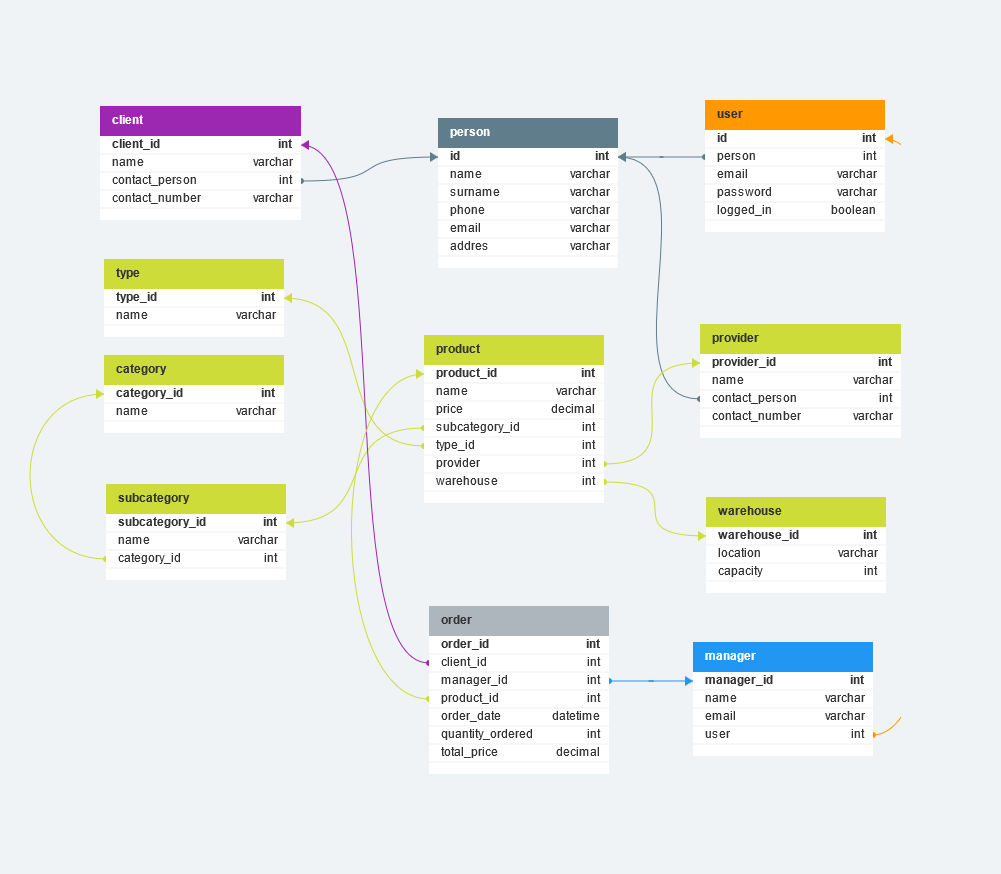 client
client_id int
name varchar
contact_person int
contact_number varchar
person
id int
name varchar
surname varchar
phone varchar
email varchar
addres varchar
user
id int
person int
email varchar
password varchar
logged_in boolean
type
type_id int
name varchar
category
category_id int
name varchar
product
product_id int
name varchar
price decimal
subcategory_id int
type_id int
provider int
warehouse int
provider
provider_id int
name varchar
contact_person int
contact_number varchar
subcategory
subcategory_id int
name varchar
category_id int
warehouse
warehouse_id int
location varchar
capacity int
order
order_id int
client_id int
manager_id int
product_id int
order_date datetime
quantity_ordered int
total_price decimal
manager
manager_id int
name varchar
email varchar
user int